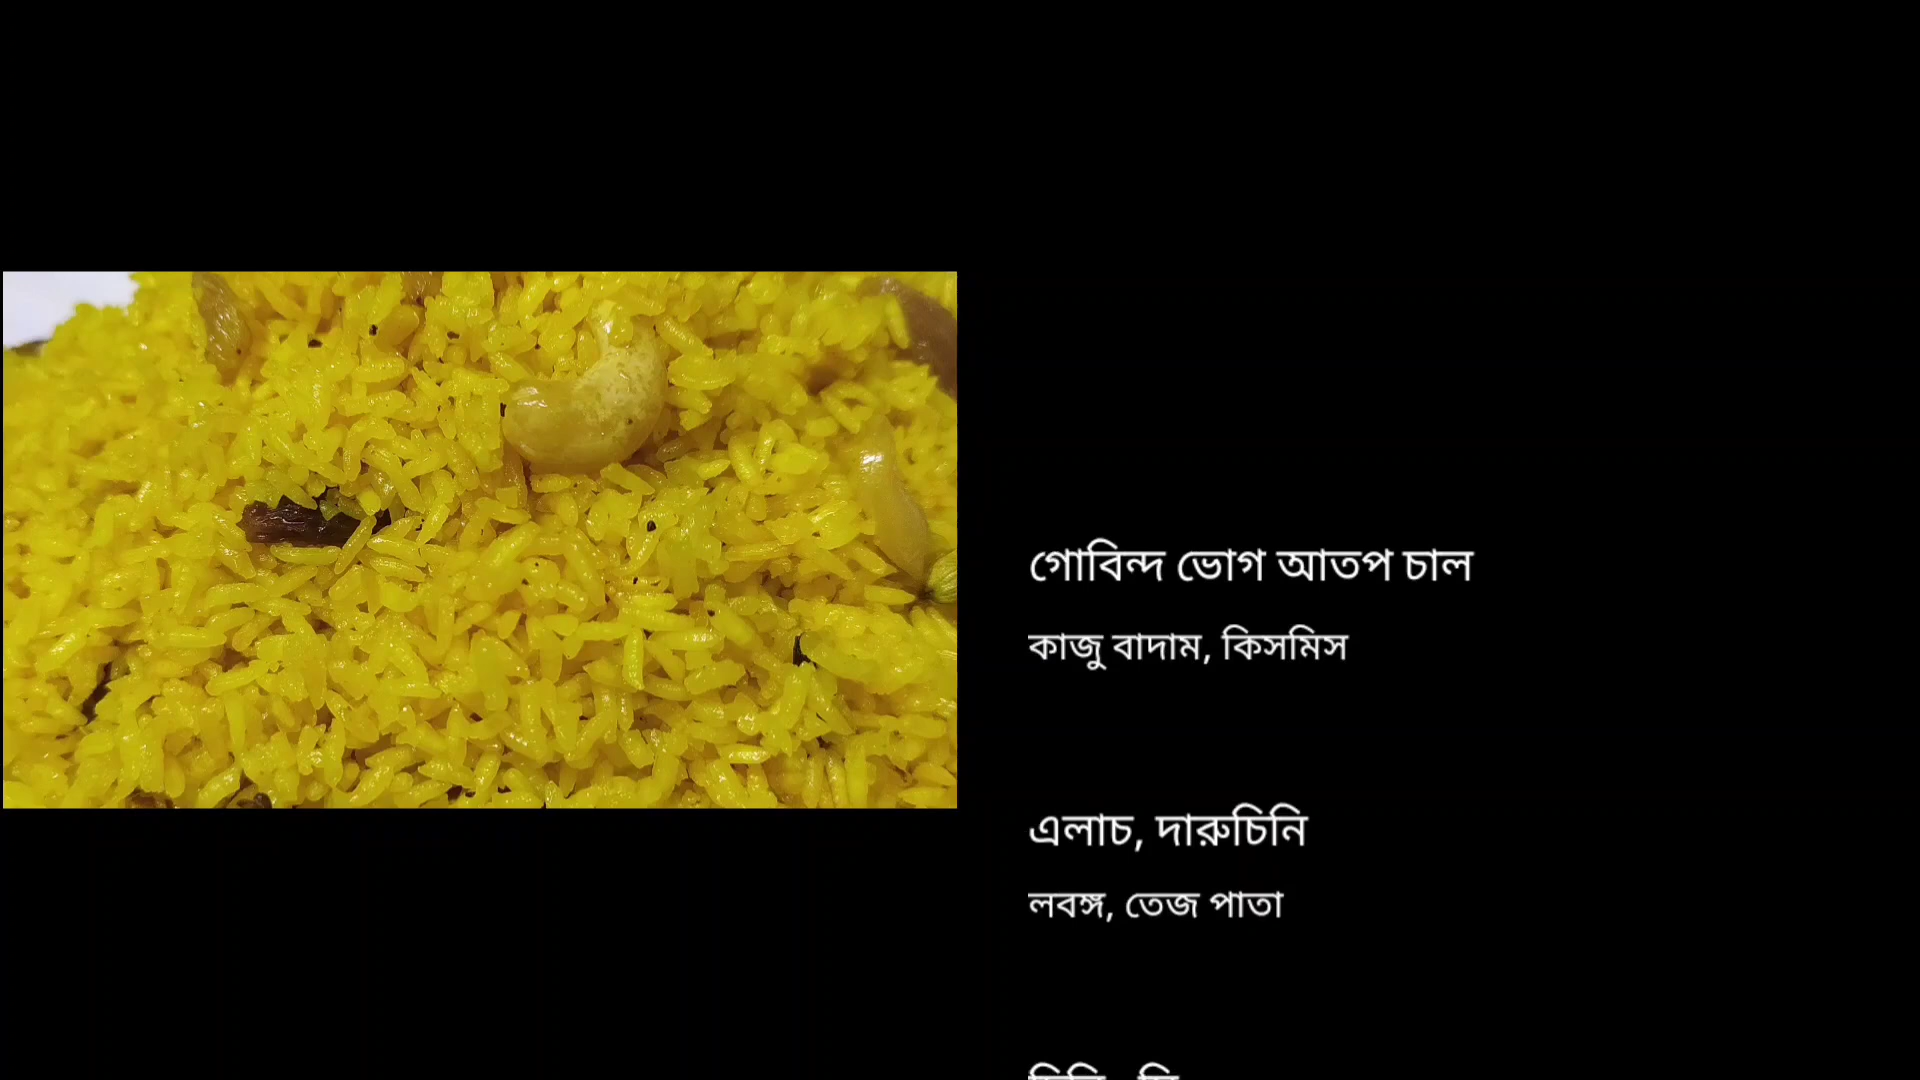 গোবিন্দ ভোগ আতপ চাল
কাজু বাদাম, কিসমিস
এলাচ, দারুচিনি
লবঙ্গ, তেজ পাতা